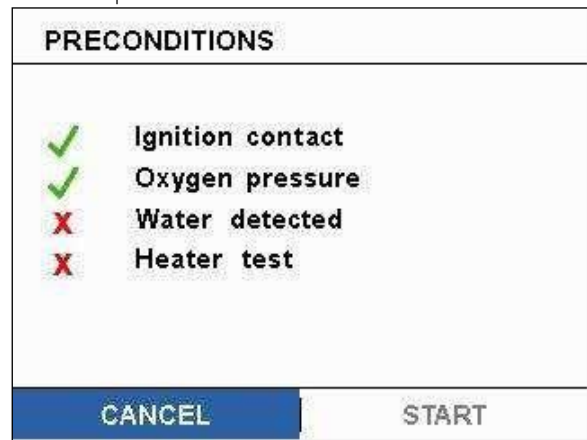 PRECONDITIONS
Ignition contact
Oxygen pressure
X Water detected
X Heater test
CANCEL START